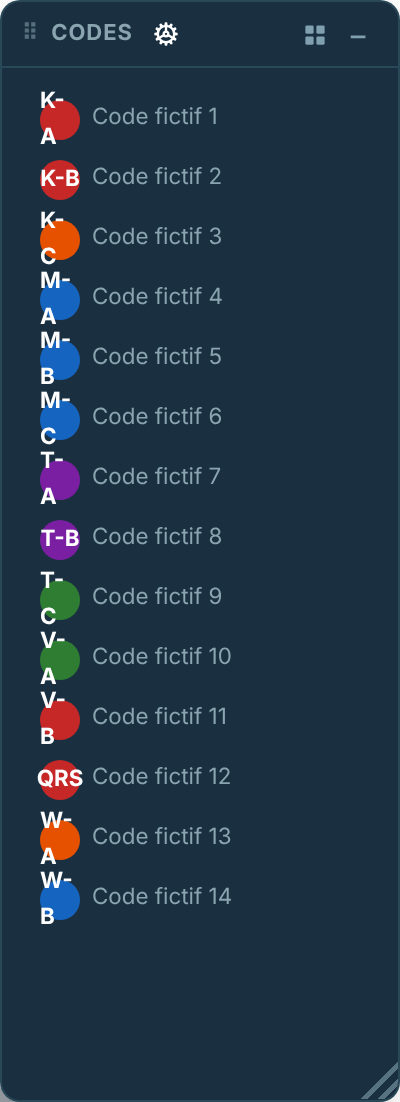 CODES
K-A Code fictif 1
K-B Code fictif 2
K-C Code fictif 3
M-A Code fictif 4
M-B Code fictif 5
M-C Code fictif 6
T-A Code fictif 7
T-B Code fictif 8
T-C Code fictif 9
V-A Code fictif 10
V-B Code fictif 11
QRS Code fictif 12
W-A Code fictif 13
W-B Code fictif 14